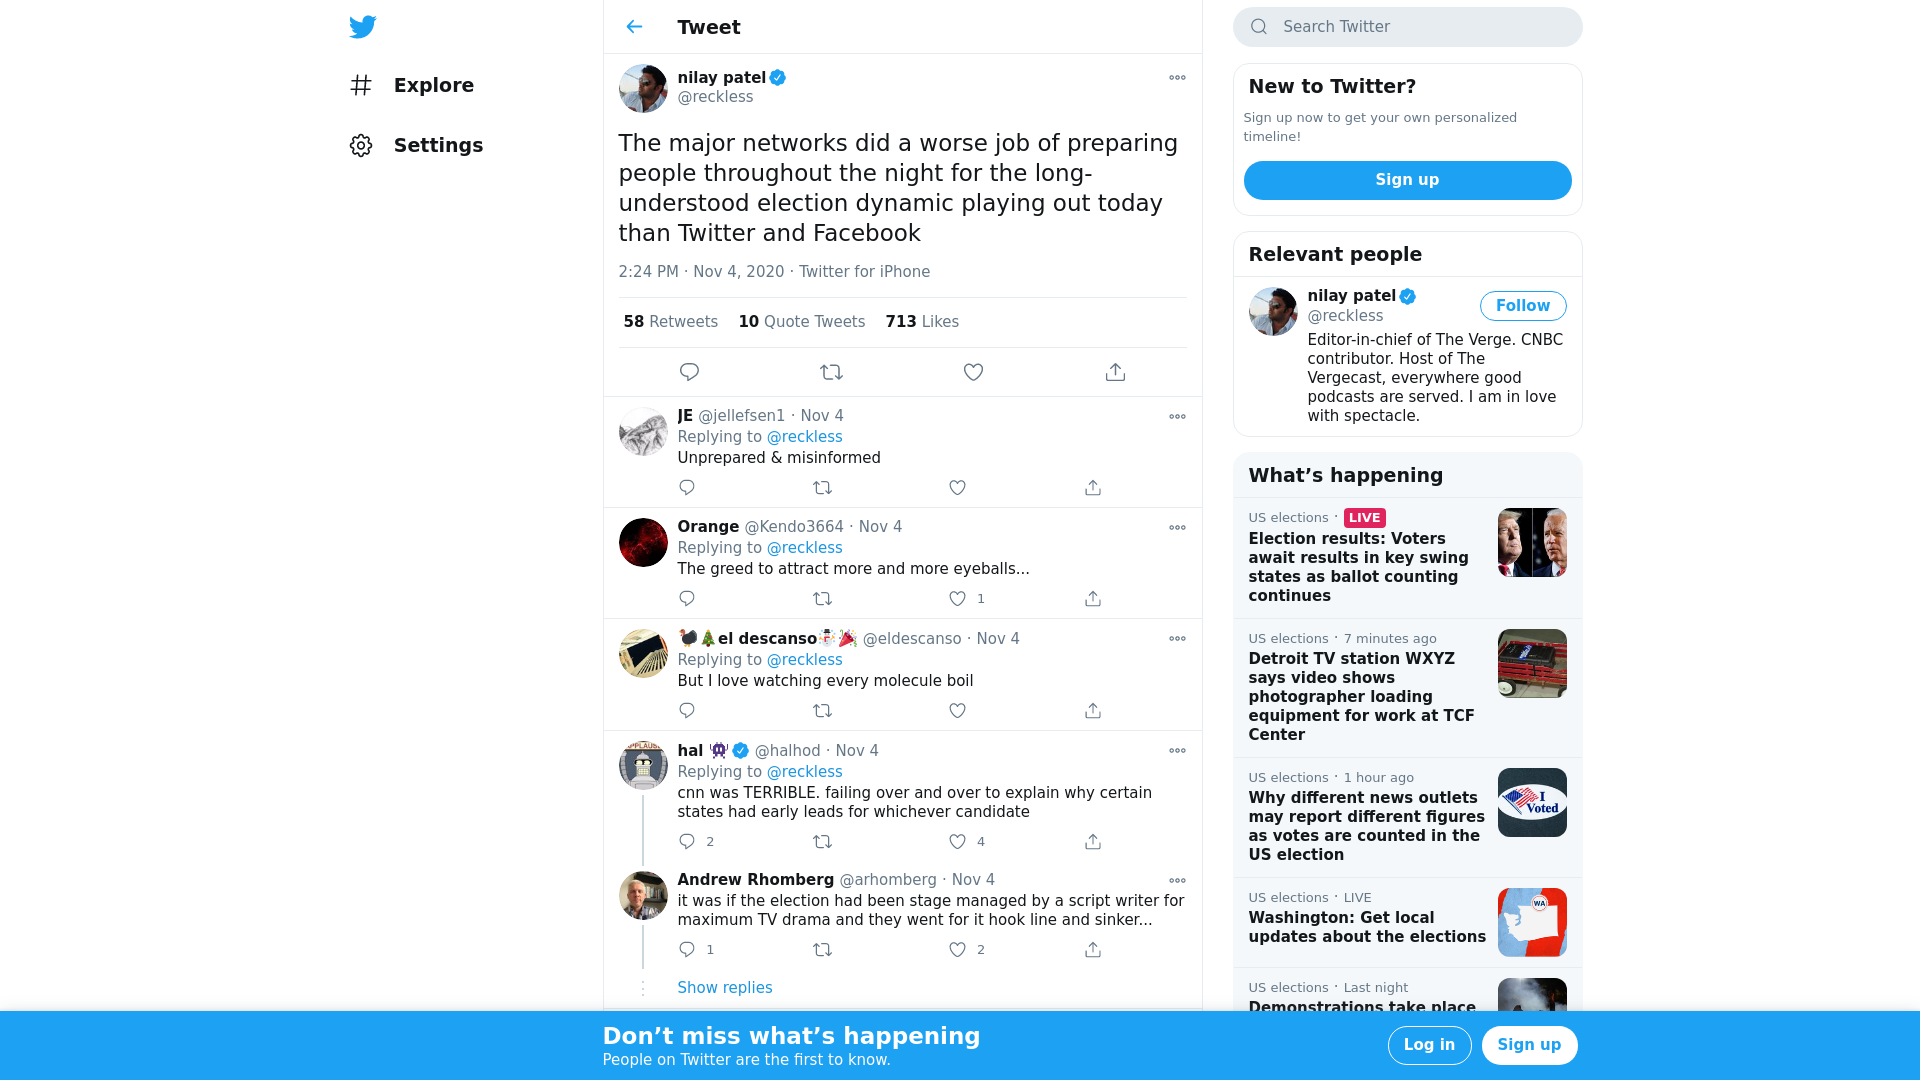 Explore
Settings
Tweet
nilay patel
@reckless
The major networks did a worse job of preparing
people throughout the night for the long-
understood election dynamic playing out today
than Twitter and Facebook
2:24 PM · Nov 4, 2020 · Twitter for iPhone
58 Retweets 10 Quote Tweets 713 Likes
JE @jellefsen1 · Nov 4
Replying to @reckless
Unprepared & misinformed
Orange @Kendo3664 · Nov 4
Replying to @reckless
The greed to attract more and more eyeballs...
1
🦃🎄el descanso☃️🎉 @eldescanso · Nov 4
Replying to @reckless
But I love watching every molecule boil
hal 👾 @halhod · Nov 4
Replying to @reckless
cnn was TERRIBLE. failing over and over to explain why certain
states had early leads for whichever candidate
2 4
Andrew Rhomberg @arhomberg · Nov 4
it was if the election had been stage managed by a script writer for
maximum TV drama and they went for it hook line and sinker...
1 2
Show replies
Search Twitter
New to Twitter?
Sign up now to get your own personalized
timeline!
Sign up
Relevant people
nilay patel
@reckless
Follow
Editor-in-chief of The Verge. CNBC
contributor. Host of The
Vergecast, everywhere good
podcasts are served. I am in love
with spectacle.
What's happening
US elections · LIVE
Election results: Voters
await results in key swing
states as ballot counting
continues
US elections · 7 minutes ago
Detroit TV station WXYZ
says video shows
photographer loading
equipment for work at TCF
Center
US elections · 1 hour ago
Why different news outlets
may report different figures
as votes are counted in the
US election
I
Voted
US elections · LIVE
Washington: Get local
updates about the elections
WA
US elections · Last night
Demonstrations take place
Don't miss what's happening
People on Twitter are the first to know.
Log in
Sign up